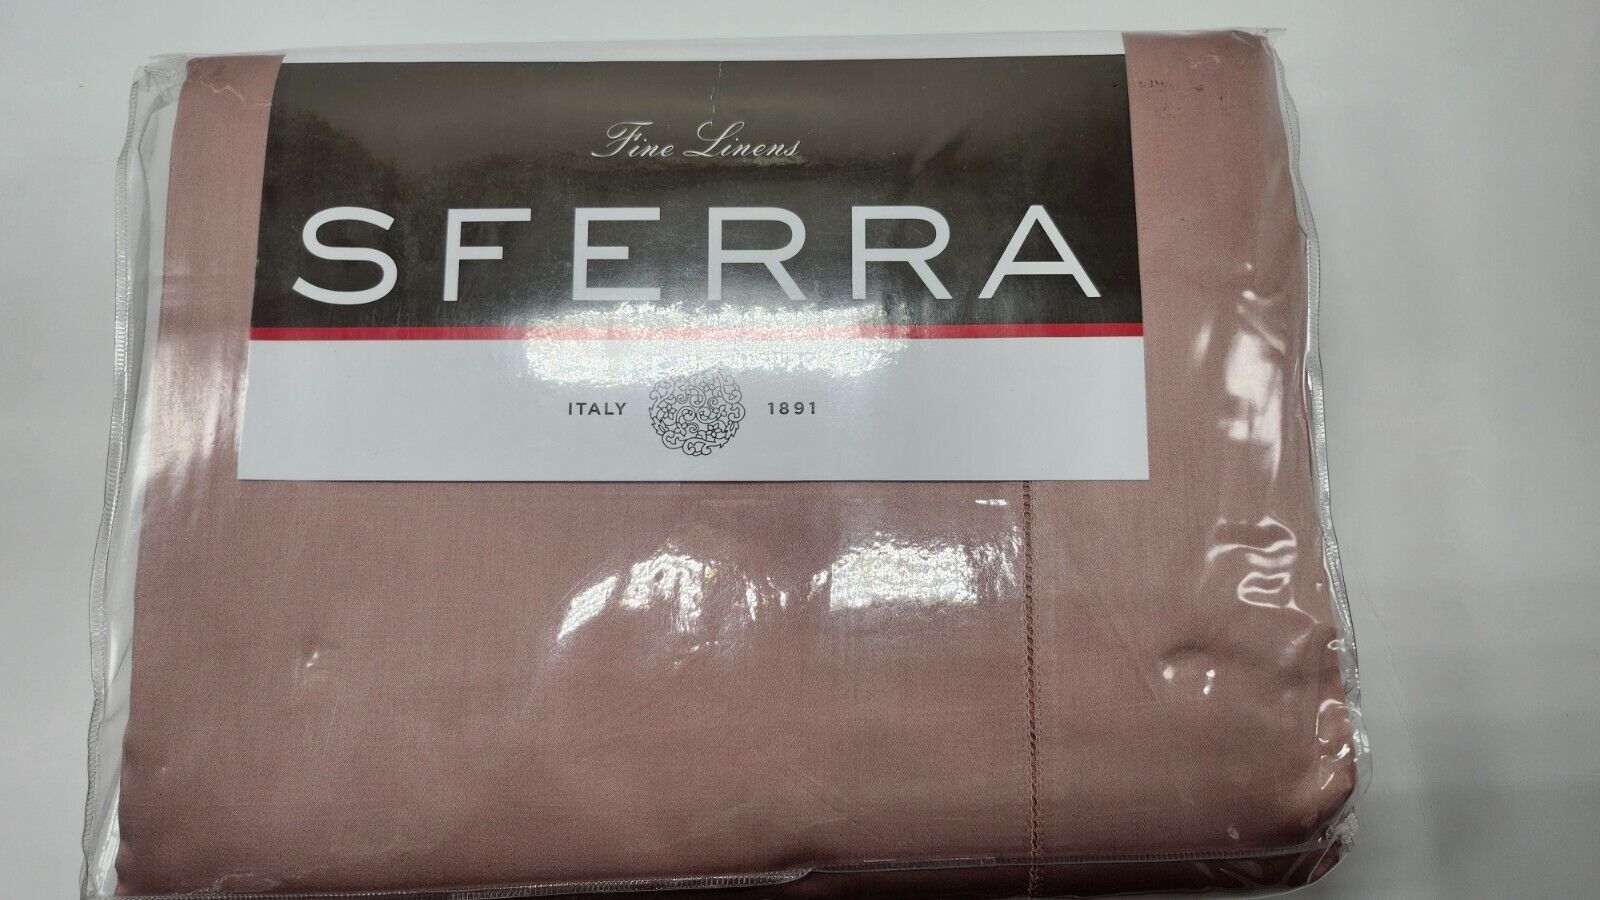 Fine Linens
SFERRA
ITALY 1891